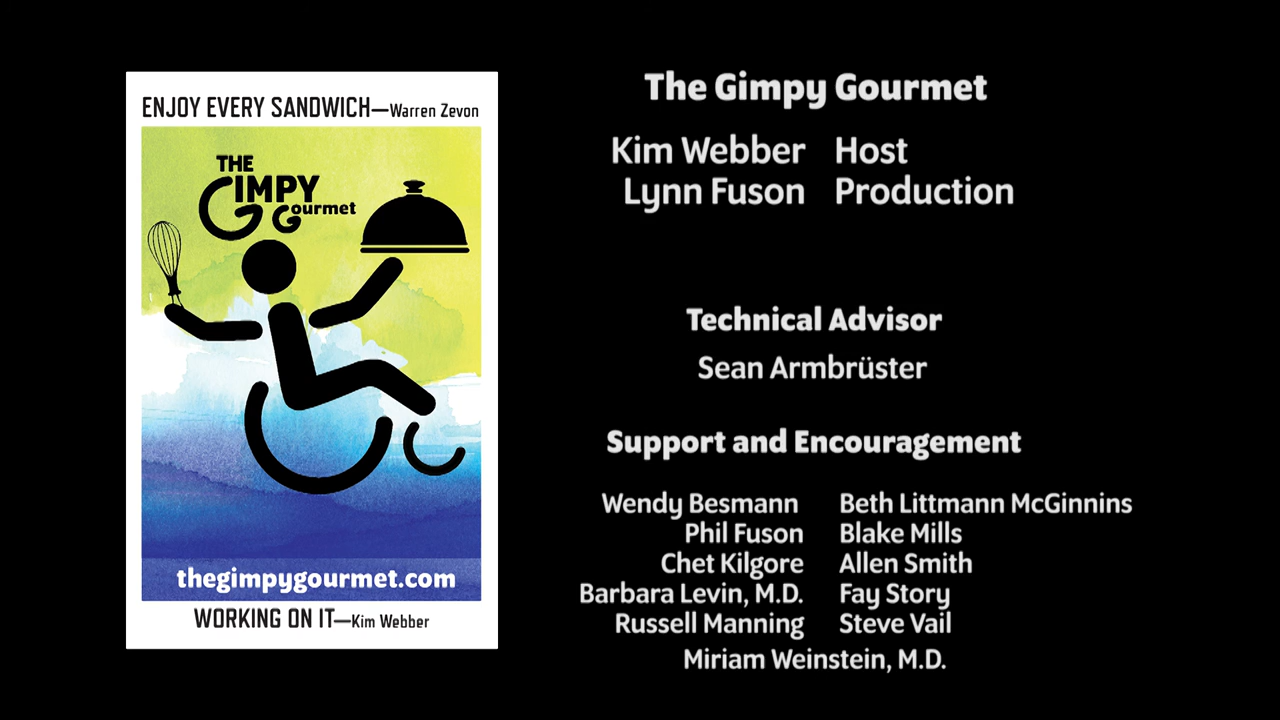 ENJOY EVERY SANDWICH—Warren Zevon
THE
GIMPY
Gourmet
thegimpygourmet.com
WORKING ON IT—Kim Webber
The Gimpy Gourmet
Kim Webber Host
Lynn Fuson Production
Technical Advisor
Sean Armbrüster
Support and Encouragement
Wendy Besmann Beth Littmann McGinnins
Phil Fuson Blake Mills
Chet Kilgore Allen Smith
Barbara Levin, M.D. Fay Story
Russell Manning Steve Vail
Miriam Weinstein, M.D.